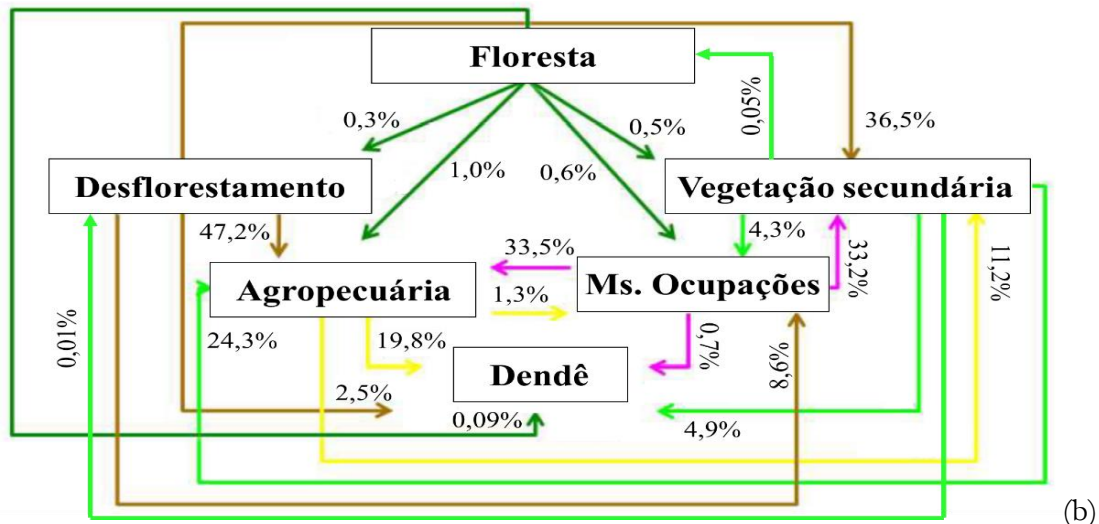 Floresta
0,3%
0,5%
0,05%
36,5%
Desflorestamento
1,0%
0,6%
Vegetação secundária
47,2%
33,5%
4,3%
33,2%
11,2%
Agropecuária
1,3%
Ms. Ocupações
0,01%
24,3%
19,8%
0,7%
8,9%
Dendê
2,5%
0,09%
4,9%
(b)